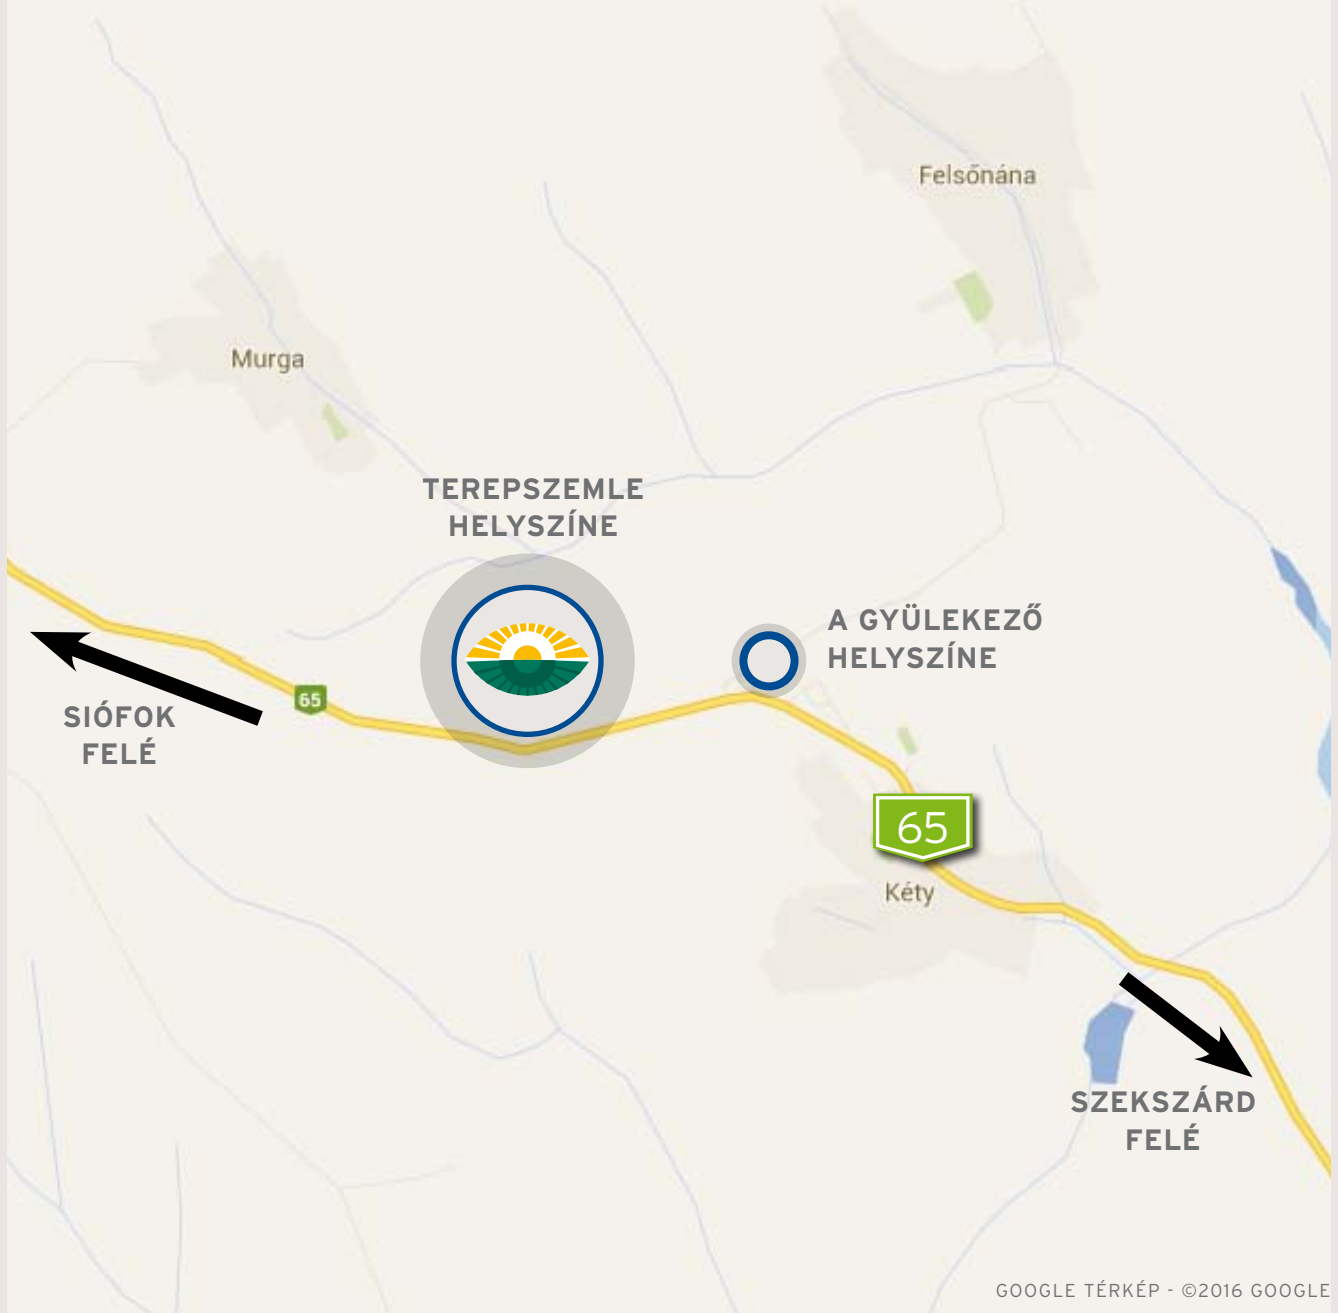 Felsőnána
Murga
TEREPSZEMLE
HELYSZÍNE
A GYÜLEKEZŐ
HELYSZÍNE
65
SIÓFOK
FELÉ
65
Kéty
SZEKSZÁRD
FELÉ
GOOGLE TÉRKÉP - ©2016 GOOGLE